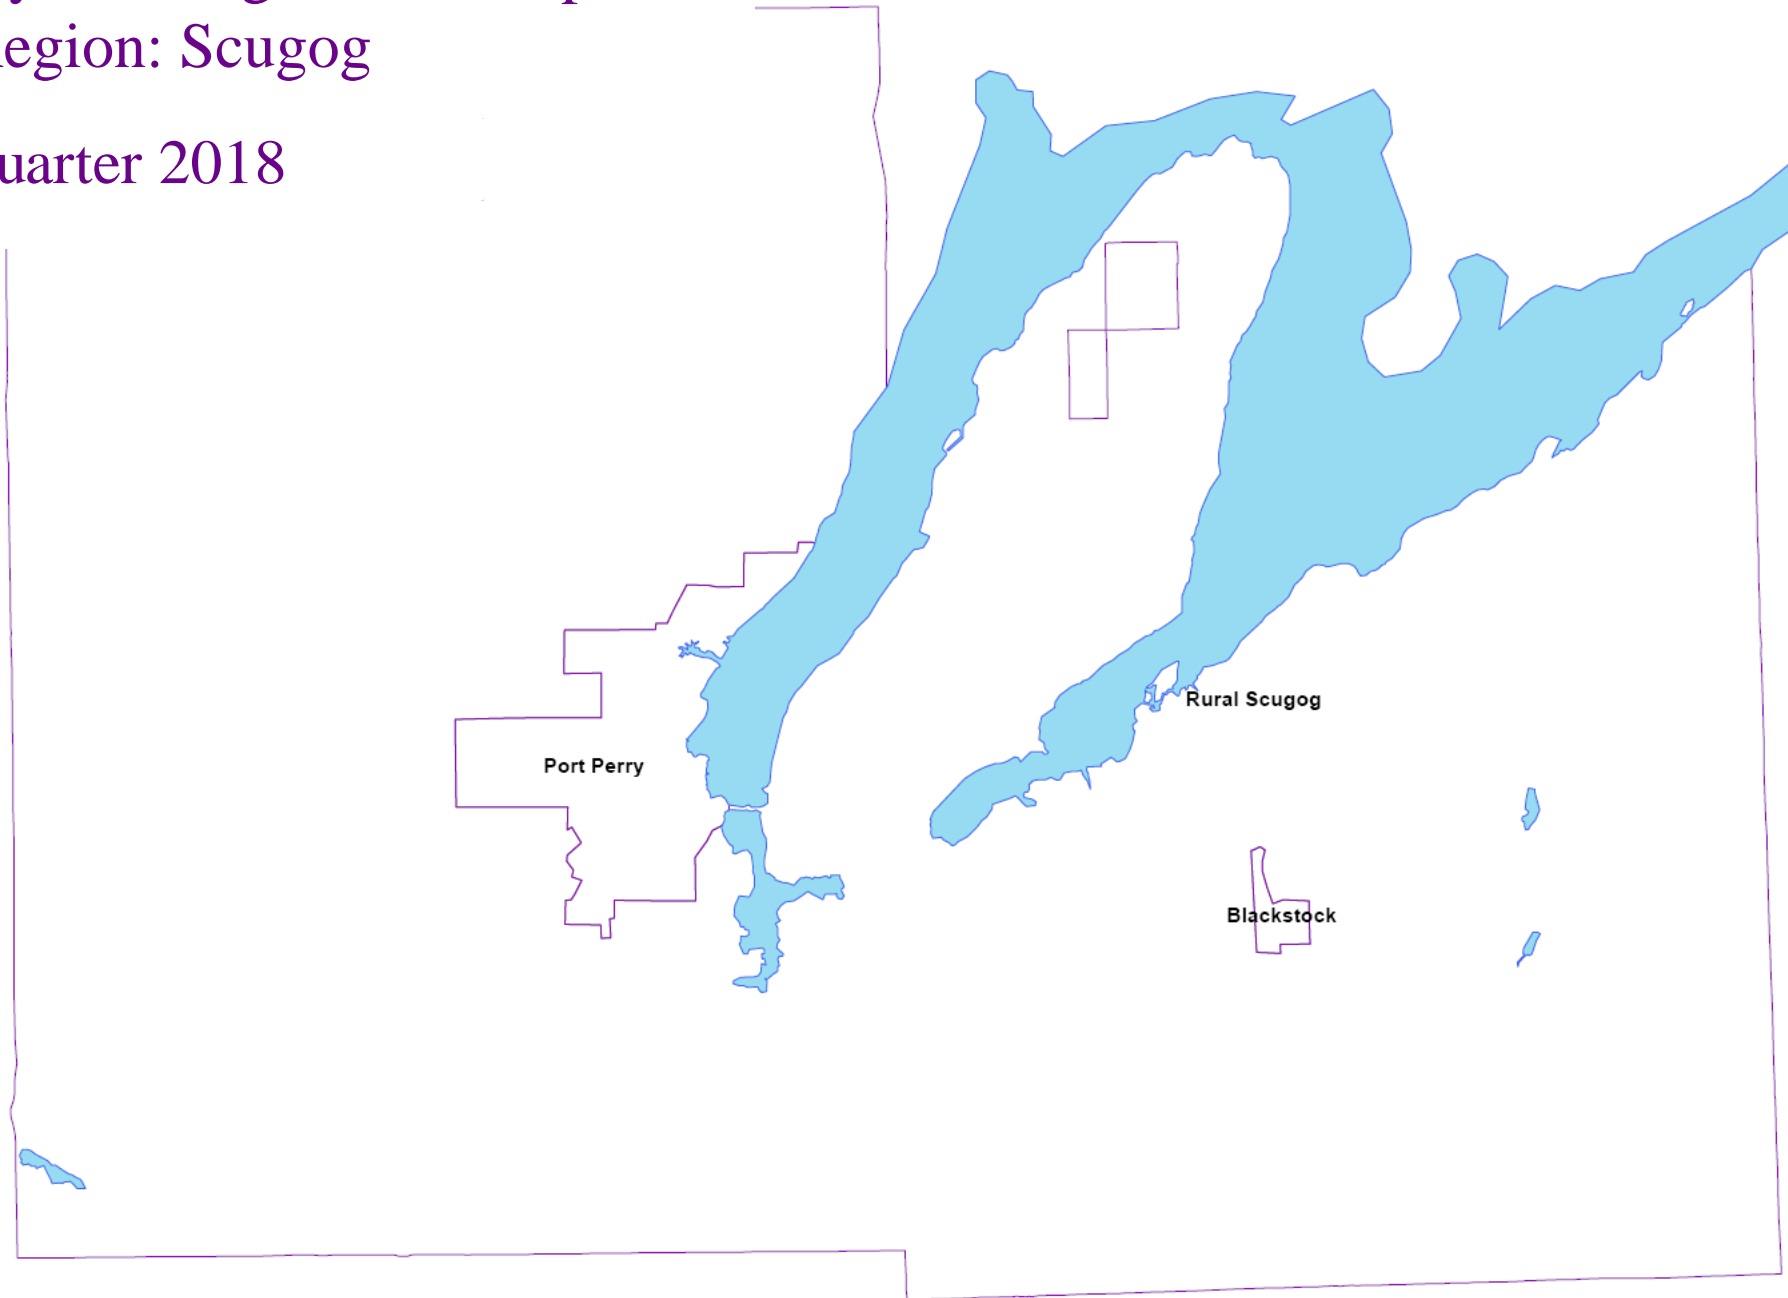 egion: Scugog
uarter 2018
Rural Scugog
Port Perry
Blackstock